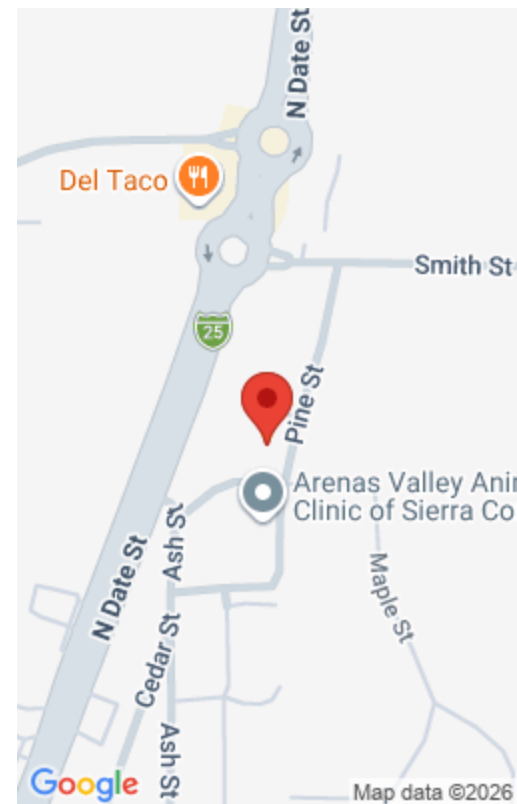 N Date St
Del Taco
Smith St
25
Pine St
Arenas Valley Ani
Clinic of Sierra Co
Ash St
N Date St
Maple St
Cedar St
Ash St
Google
Map data ©2026